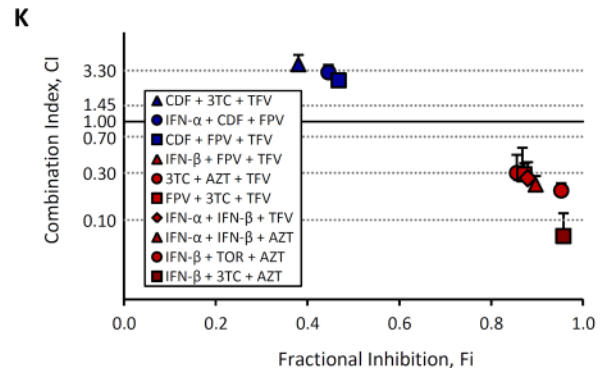 K
Combination Index, CI
3.30
1.45
1.00
0.70
0.30
0.10
CDF + 3TC + TFV
IFN-α + CDF + FPV
CDF + FPV + TFV
IFN-β + FPV + TFV
3TC + AZT + TFV
FPV + 3TC + TFV
IFN-α + IFN-β + TFV
IFN-α + IFN-β + AZT
IFN-β + TOR + AZT
IFN-β + 3TC + AZT
0.0 0.2 0.4 0.6 0.8 1.0
Fractional Inhibition, Fi